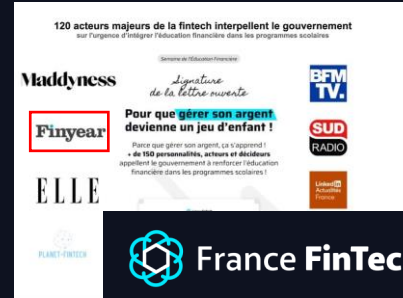 120 acteurs majeurs de la fintech interpellent le gouvernement
sur l'urgence d'intégrer l'éducation financière dans les programmes scolaires
Semaine de l'Éducation Financière
Maddyness
Signature
de la lettre ouverte
BFM
TV.
Pour que gérer son argent
devienne un jeu d'enfant !
Finyear
SUD
RADIO
Parce que gérer son argent, ça s'apprend !
+ de 150 personnalités, acteurs et décideurs
appellent le gouvernement à renforcer l'éducation
financière dans les programmes scolaires !
ELLE
LinkedIn
Actualités
France
PLANET-FINTECH
France FinTec